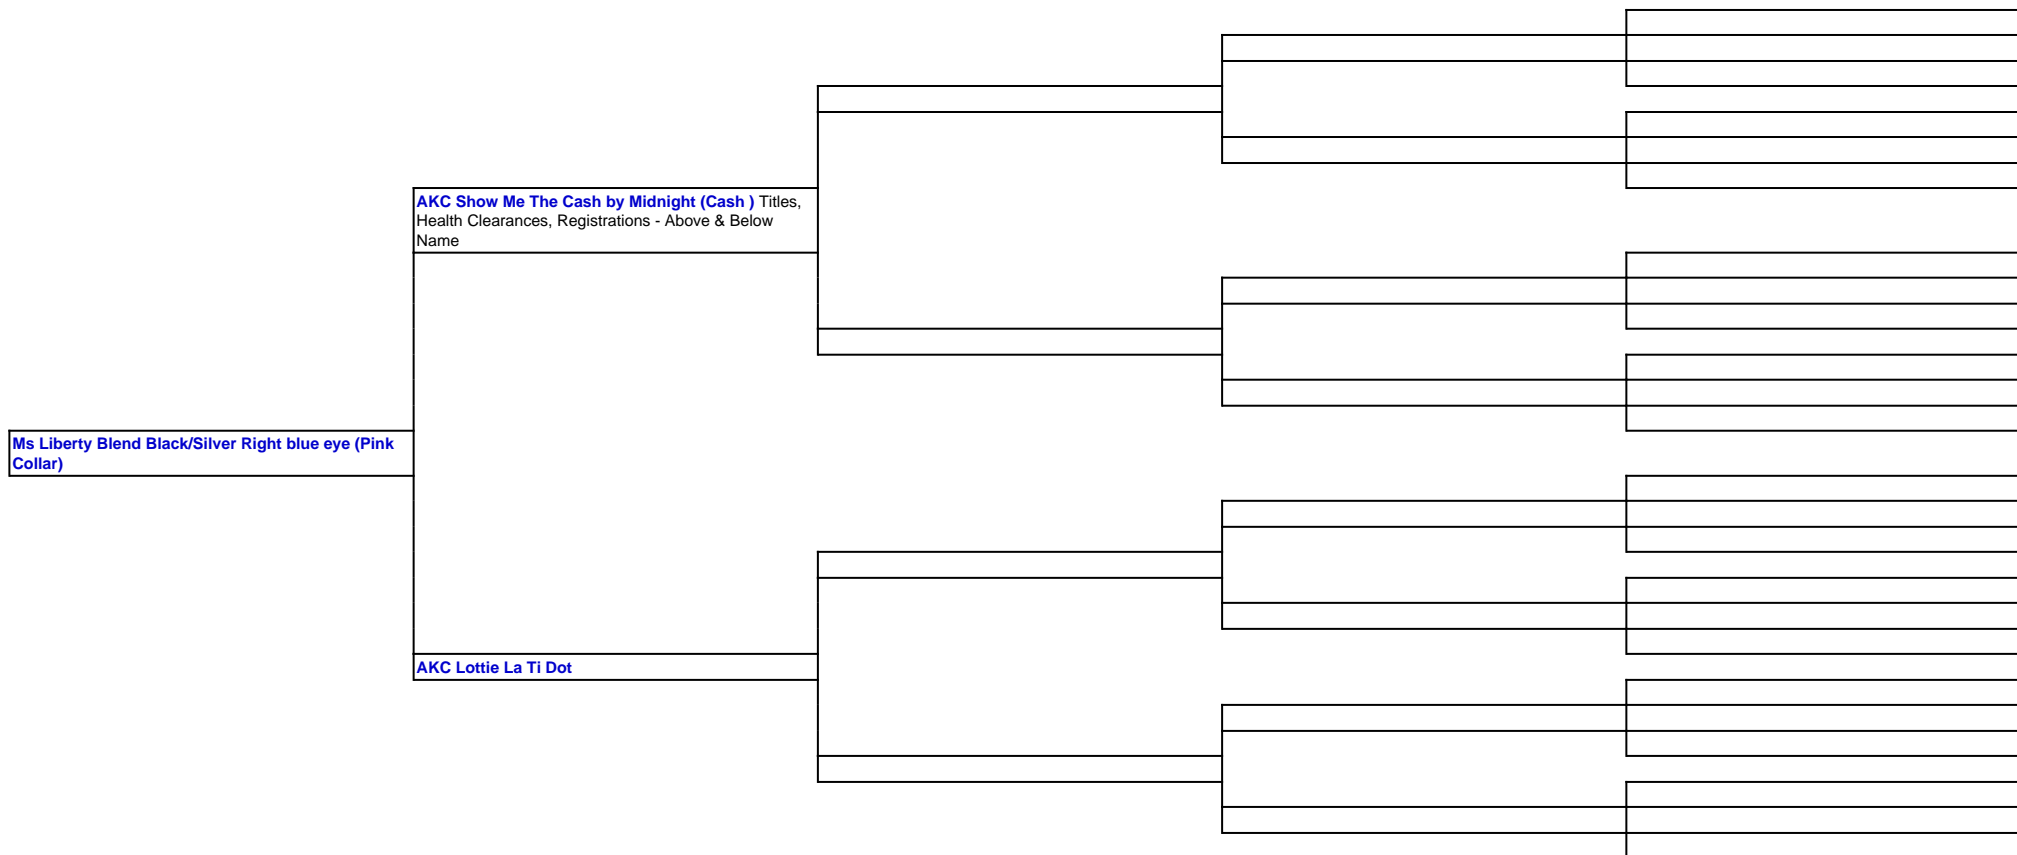 AKC Show Me The Cash by Midnight (Cash ) Titles,
Health Clearances, Registrations - Above & Below
Name
Ms Liberty Blend Black/Silver Right blue eye (Pink
Collar)
AKC Lottie La Ti Dot